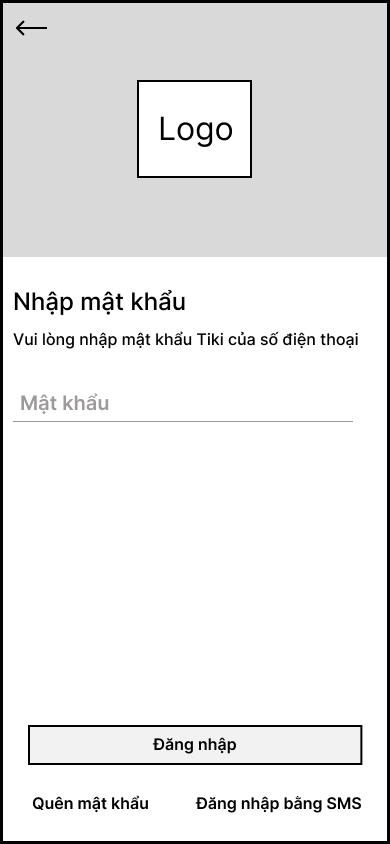 Logo
Nhập mật khẩu
Vui lòng nhập mật khẩu Tiki của số điện thoại
Mật khẩu
Đăng nhập
Quên mật khẩu
Đăng nhập bằng SMS